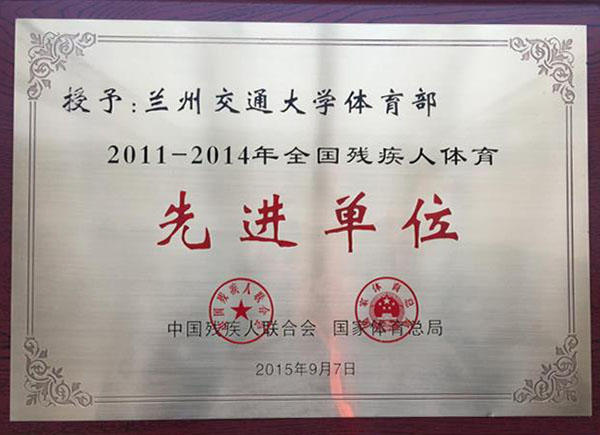 授予:兰州交通大学体育部
2011-2014年全国残疾人体育
先进单位
中国残疾人联合会 国家体育总局
2015年9月7日